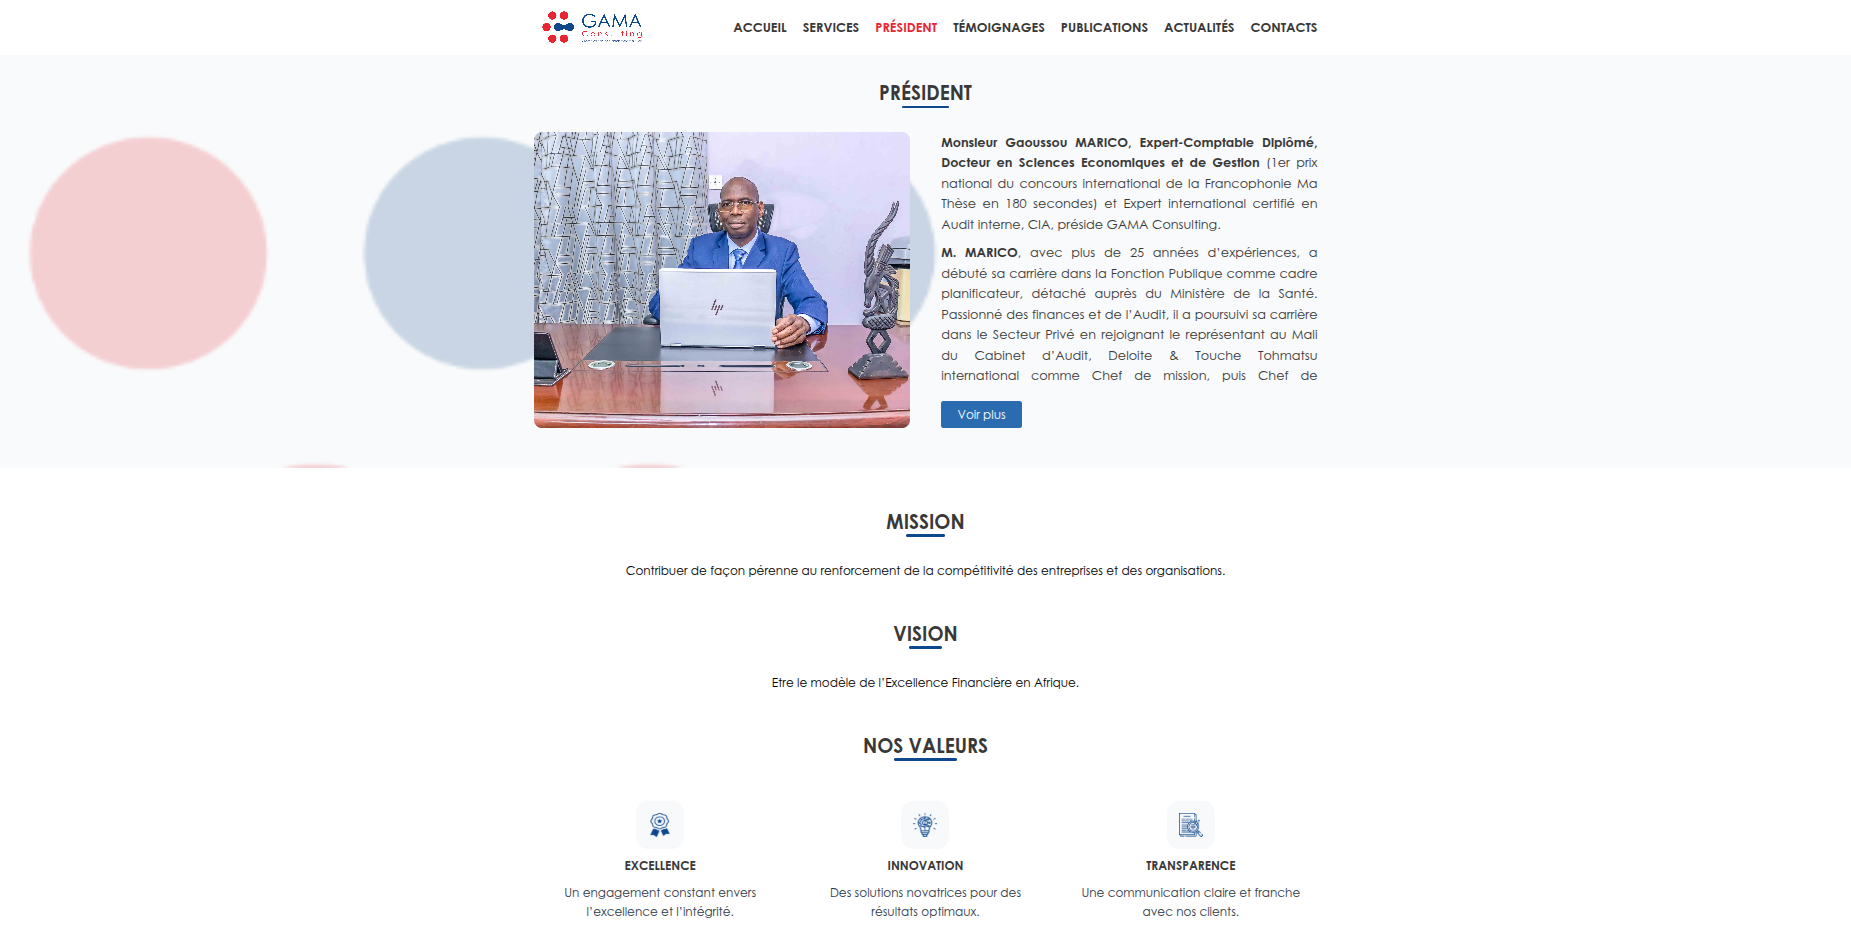 GAMA
Consulting
ACCUEIL SERVICES PRÉSIDENT TÉMOIGNAGES PUBLICATIONS ACTUALITÉS CONTACTS
PRÉSIDENT
Monsieur Gaoussou MARICO, Expert-Comptable Diplômé,
Docteur en Sciences Economiques et de Gestion (1er prix
national du concours international de la Francophonie Ma
Thèse en 180 secondes) et Expert international certifié en
Audit interne, CIA, préside GAMA Consulting.
M. MARICO, avec plus de 25 années d’expériences, a
débuté sa carrière dans la Fonction Publique comme cadre
planificateur, détaché auprès du Ministère de la Santé.
Passionné des finances et de l’Audit, il a poursuivi sa carrière
dans le Secteur Privé en rejoignant le représentant au Mali
du Cabinet d’Audit, Deloite & Touche Tohmatsu
international comme Chef de mission, puis Chef de
Voir plus
hp
MISSION
Contribuer de façon pérenne au renforcement de la compétitivité des entreprises et des organisations.
VISION
Etre le modèle de l’Excellence Financière en Afrique.
NOS VALEURS
EXCELLENCE
Un engagement constant envers
l’excellence et l’intégrité.
INNOVATION
Des solutions novatrices pour des
résultats optimaux.
TRANSPARENCE
Une communication claire et franche
avec nos clients.